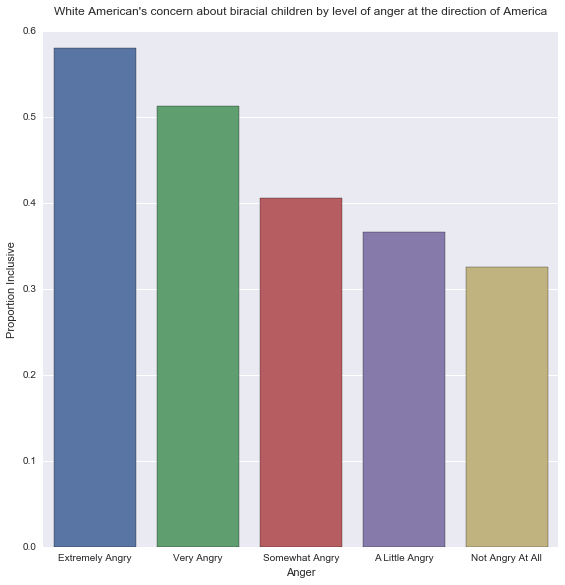 White American's concern about biracial children by level of anger at the direction of America
0.6
0.5
0.4
0.3
0.2
0.1
0.0
Proportion Inclusive
Extremely Angry
Very Angry
Somewhat Angry
A Little Angry
Not Angry At All
Anger